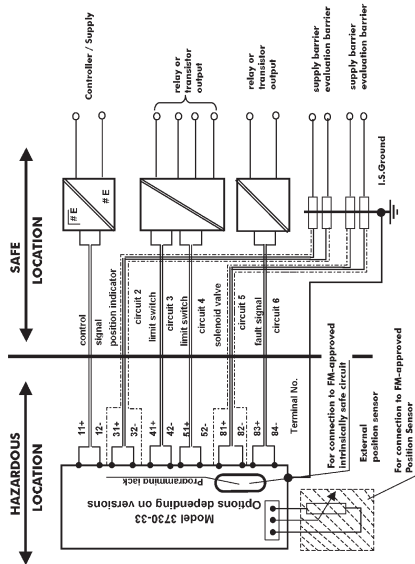 HAZARDOUS
LOCATION
SAFE
LOCATION
Model 3730-33
Options depending on versions
Programming jack
11+
12-
31+
32-
41+
42-
51+
52-
81+
82-
83+
84-
Terminal No.
control
signal
position indicator
circuit 2
limit switch
circuit 3
limit switch
circuit 4
solenoid valve
circuit 5
fault signal
circuit 6
# E
# E
Controller / Supply
relay or
transistor
output
relay or
transistor
output
supply barrier
evaluation barrier
supply barrier
evaluation barrier
I.S.Ground
For connection to FM-approved
intrinsically safe circuit
External
position sensor
For connection to FM-approved
Position Sensor